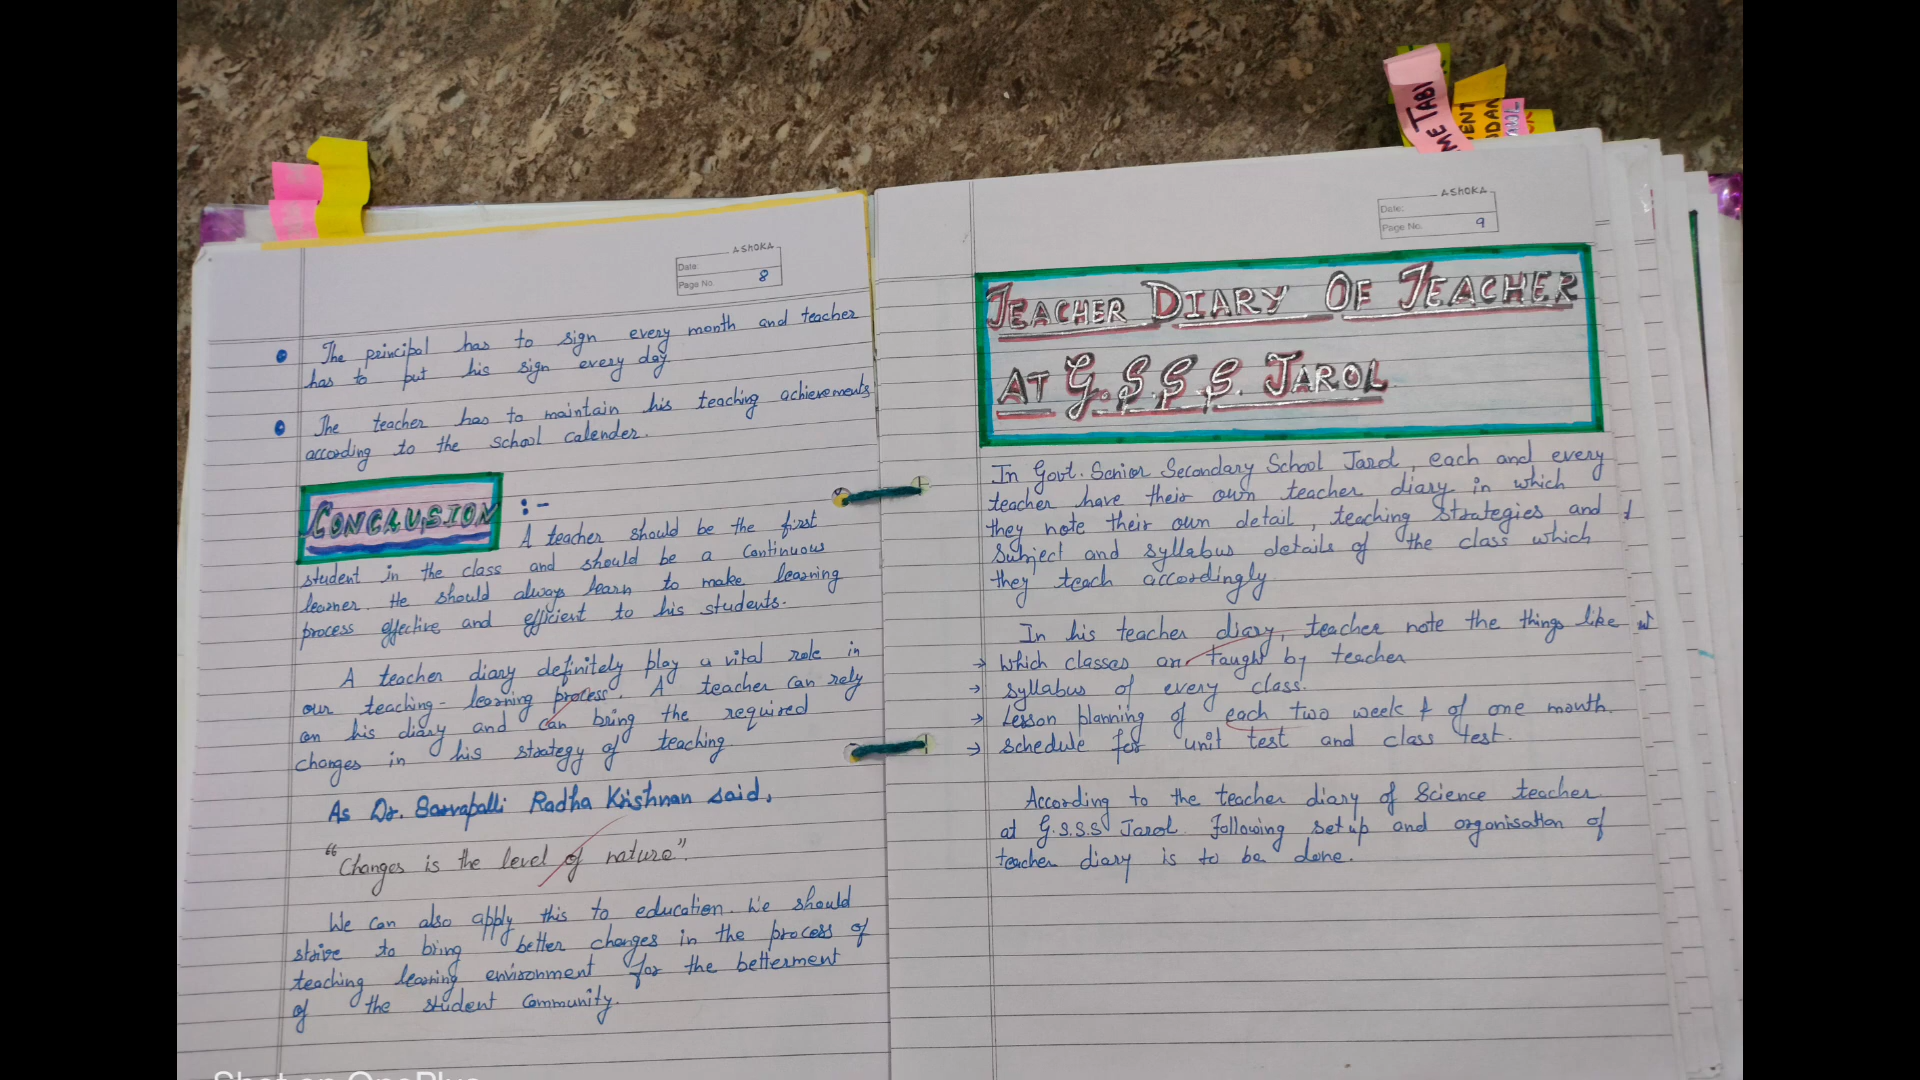 ASHOKA
Date:
Page No. 8
The principal has to sign every month and teacher
has to put his sign every day
The teacher has to maintain his teaching achievements
according to the school calender.
CONCLUSION :-
A teacher should be the first
student in the class and should be a continuous
learner. He should always learn to make learning
process effective and efficient to his students.
A teacher diary definitely play a vital role in
our teaching - learning process. A teacher can rely
on his diary and can bring the required
changes in his strategy of teaching.
As Dr. Sarvapalli Radha Krishnan said,
"Changes is the level of nature".
We can also apply this to education. We should
strive to bring better changes in the process of
teaching learning environment for the betterment
of the student community.
Shot on OnePlus
TIME TABL
ASHOKA
Date:
Page No. 9
TEACHER DIARY OF TEACHER
AT G.S.S.S. JAROL
In Govt. Senior Secondary School Jarol, each and every
teacher have their own teacher diary in which
they note their own detail, teaching strategies and
Subject and syllabus details of the class which
they teach accordingly
In his teacher diary, teacher note the things like
→ which classes are taught by teacher
→ syllabus of every class.
→ Lesson planning of each two week & of one month.
→ schedule for unit test and class test.
According to the teacher diary of Science teacher
at G.S.S.S Jarol. Following setup and organisation of
teacher diary is to be done.